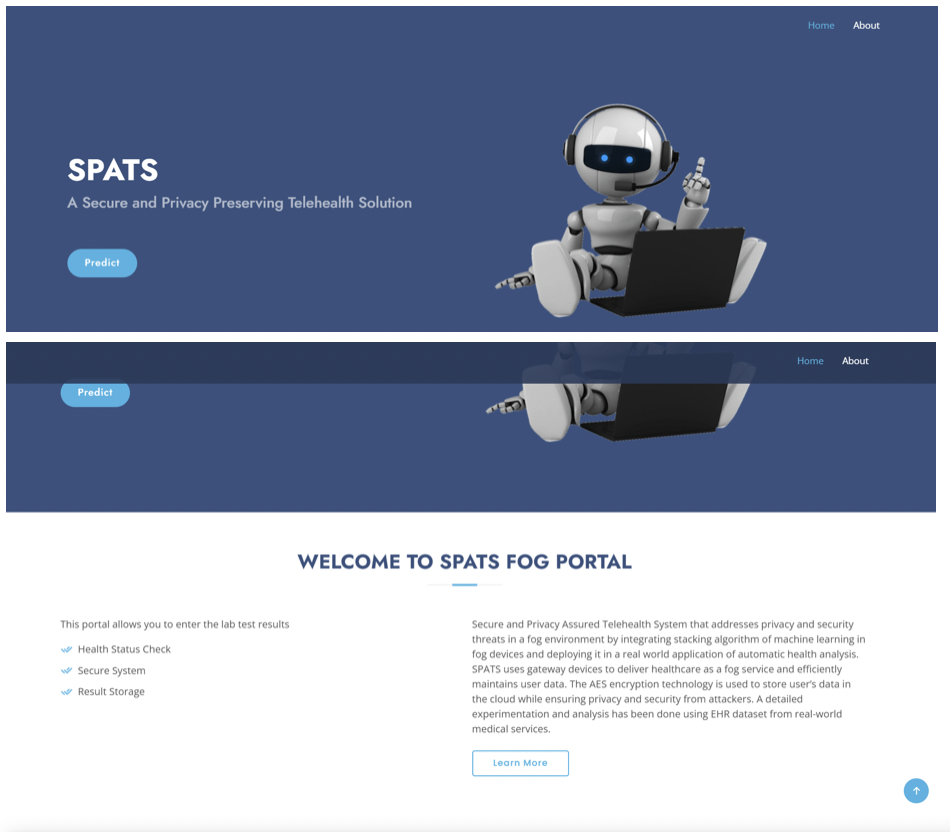 Home About
SPATS
A Secure and Privacy Preserving Telehealth Solution
Predict
Home About
Predict
WELCOME TO SPATS FOG PORTAL
This portal allows you to enter the lab test results
Health Status Check
Secure System
Result Storage
Secure and Privacy Assured Telehealth System that addresses privacy and security
threats in a fog environment by integrating stacking algorithm of machine learning in
fog devices and deploying it in a real world application of automatic health analysis.
SPATS uses gateway devices to deliver healthcare as a fog service and efficiently
maintains user data. The AES encryption technology is used to store user's data in
the cloud while ensuring privacy and security from attackers. A detailed
experimentation and analysis has been done using EHR dataset from real-world
medical services.
Learn More